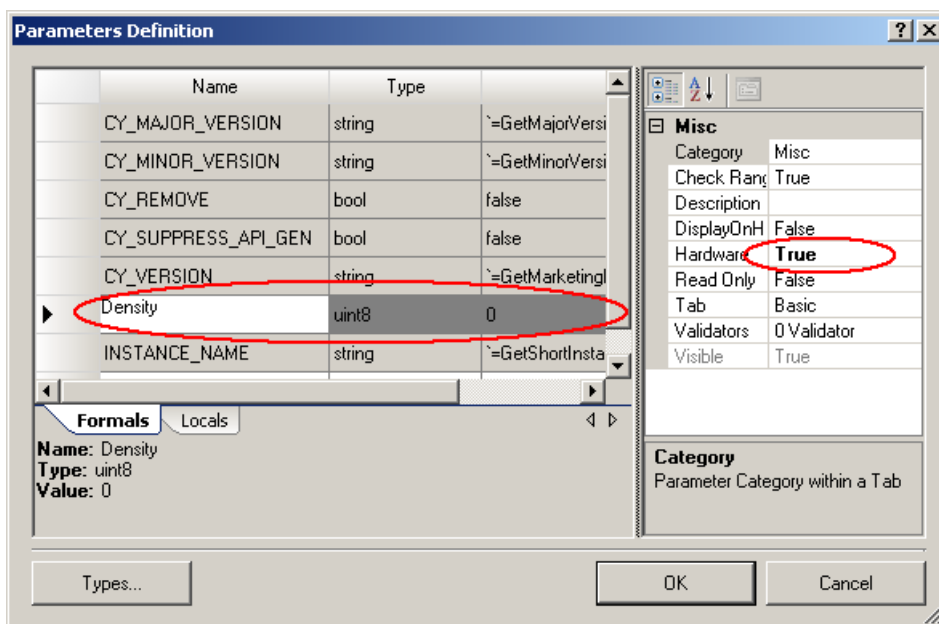 Parameters Definition
Name Type
CY_MAJOR_VERSION string `=GetMajorVersi
CY_MINOR_VERSION string `=GetMinorVersi
CY_REMOVE bool false
CY_SUPPRESS_API_GEN bool false
CY_VERSION string `=GetMarketingl
Density uint8 0
INSTANCE_NAME string `=GetShortInsta
Formals Locals
Name: Density
Type: uint8
Value: 0
Misc
Category Misc
Check Rang True
Description
DisplayOnH False
Hardware True
Read Only False
Tab Basic
Validators 0 Validator
Visible True
Category
Parameter Category within a Tab
Types... OK Cancel